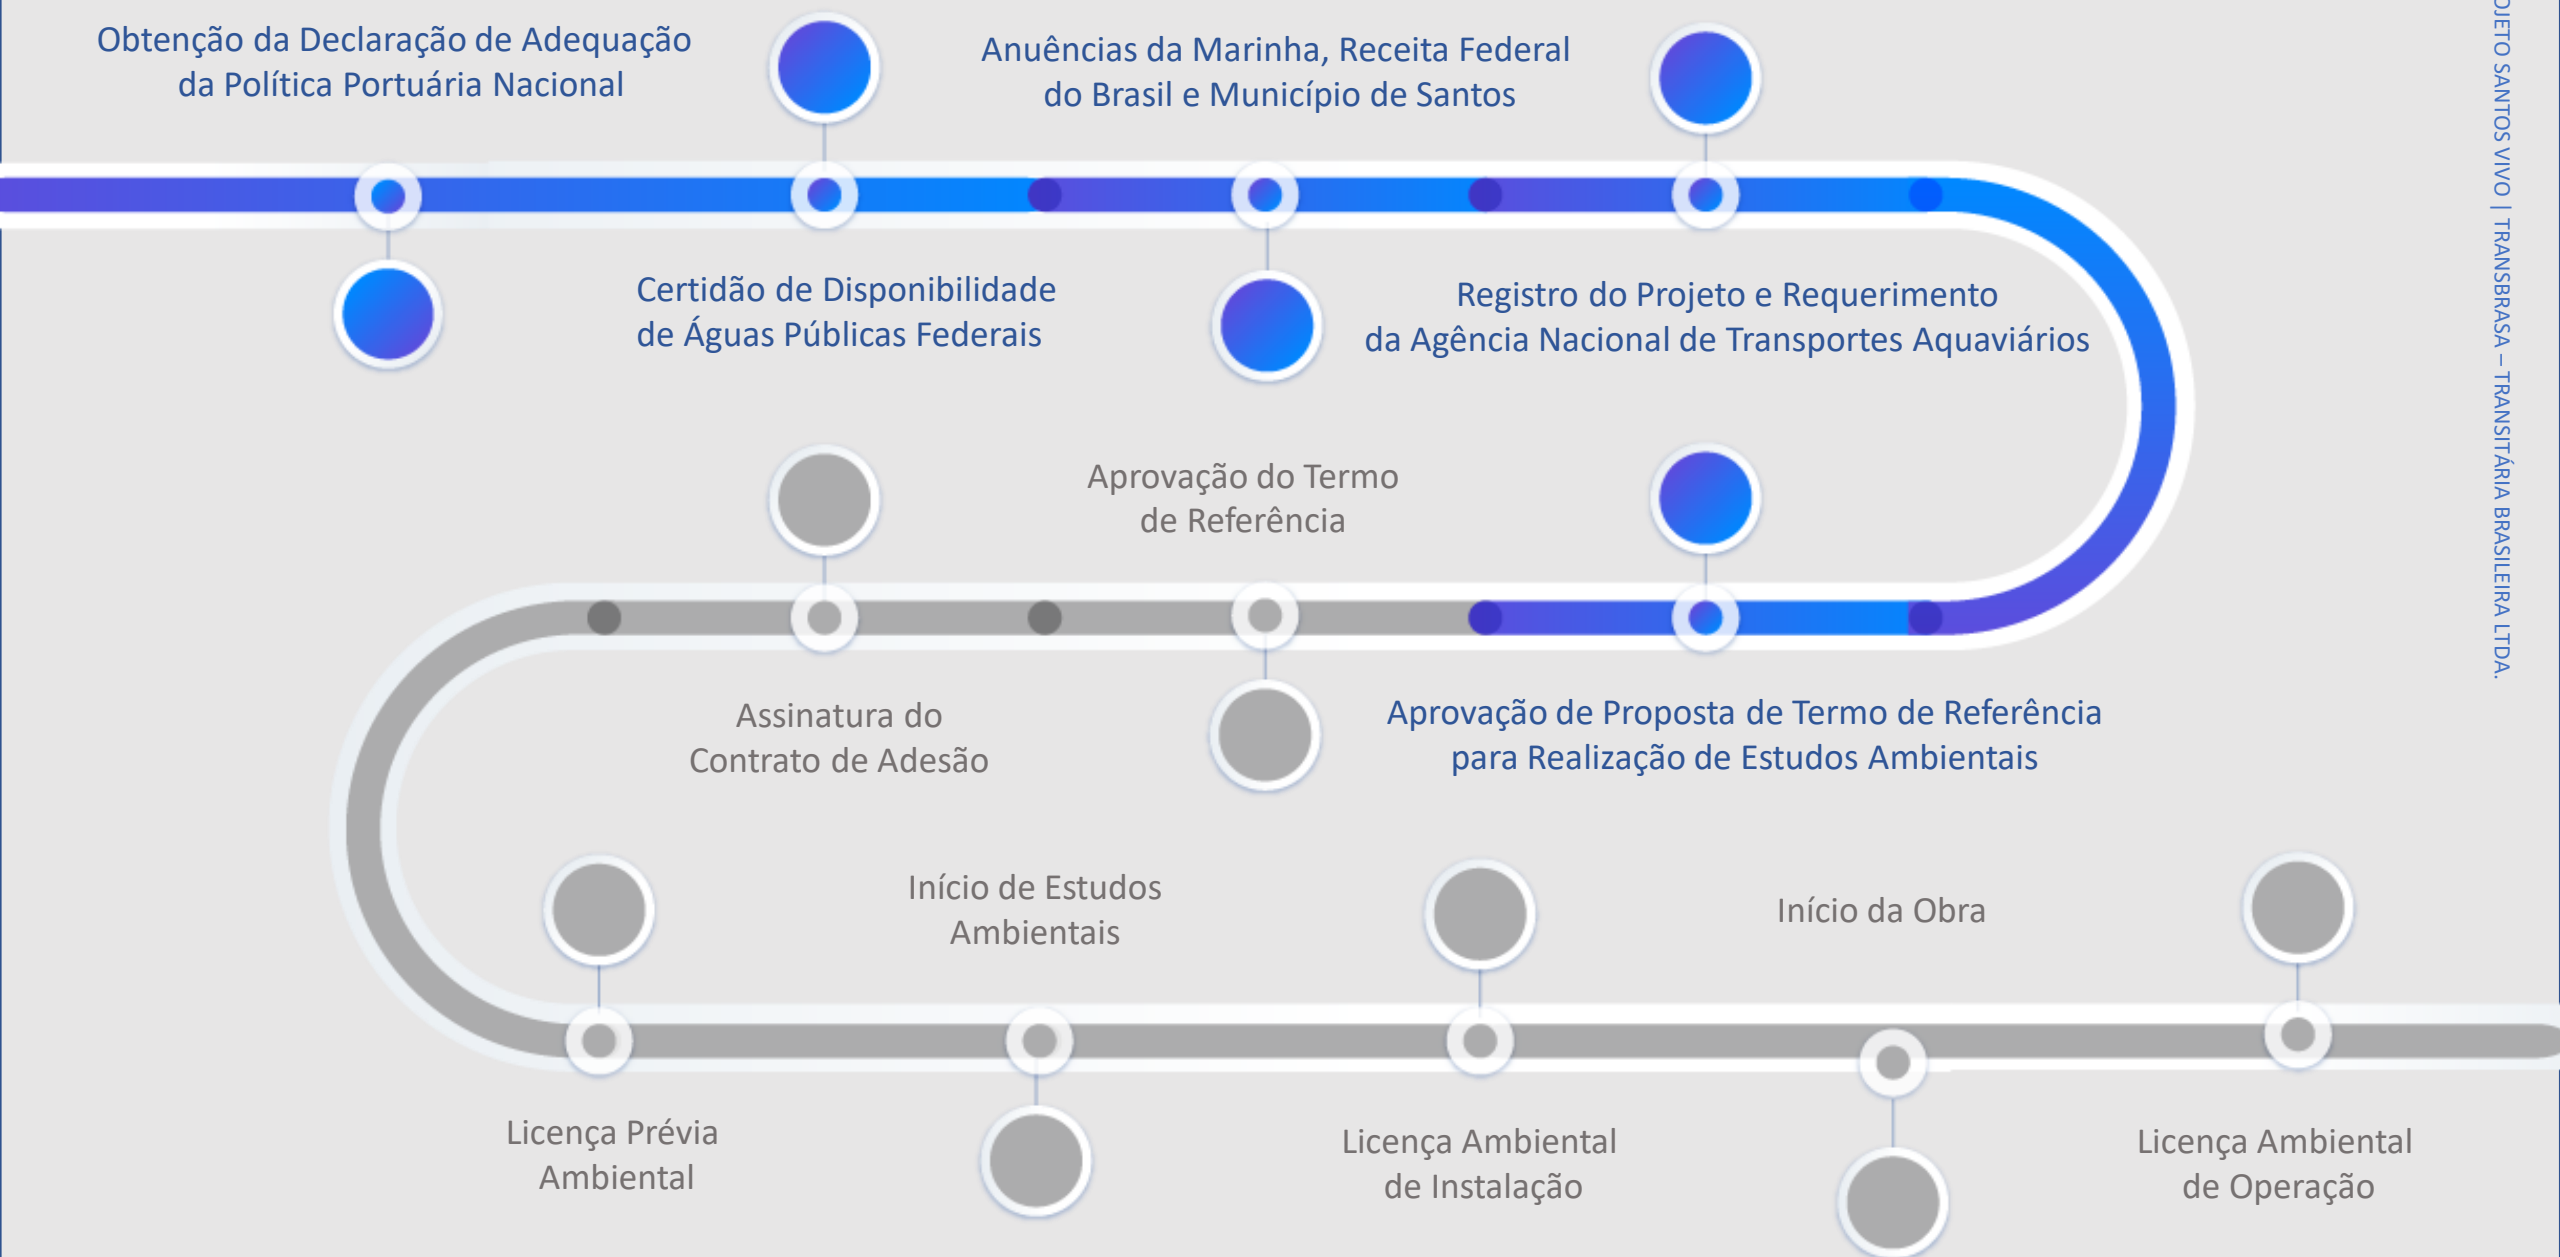 Obtenção da Declaração de Adequação
da Política Portuária Nacional
Certidão de Disponibilidade
de Águas Públicas Federais
Anuências da Marinha, Receita Federal
do Brasil e Município de Santos
Registro do Projeto e Requerimento
da Agência Nacional de Transportes Aquaviários
Aprovação de Proposta de Termo de Referência
para Realização de Estudos Ambientais
Aprovação do Termo
de Referência
Assinatura do
Contrato de Adesão
Licença Prévia
Ambiental
Início de Estudos
Ambientais
Licença Ambiental
de Instalação
Início da Obra
Licença Ambiental
de Operação
OJETO SANTOS VIVO | TRANSBRASA – TRANSITÁRIA BRASILEIRA LTDA.